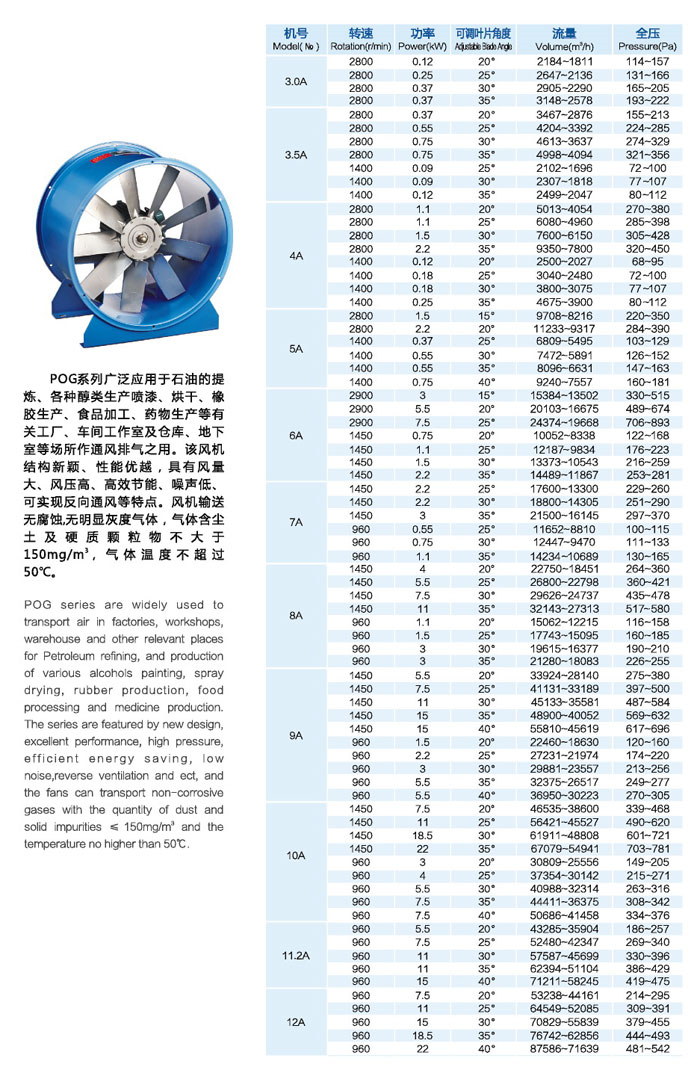 POG系列广泛应用于石油的提
炼、各种醇类生产喷漆、烘干、橡
胶生产、食品加工、药物生产等有
关工厂、车间工作室及仓库、地下
室等场所作通风排气之用。该风机
结构新颖、性能优越，具有风量
大、风压高、高效节能、噪声低、
可实现反向通风等特点。风机输送
无腐蚀,无明显灰度气体，气体含尘
土及硬质颗粒物不大于
150mg/m³，气体温度不超过
50℃。
POG series are widely used to
transport air in factories, workshops,
warehouse and other relevant places
for Petroleum refining, and production
of various alcohols painting, spray
drying, rubber production, food
processing and medicine production.
The series are featured by new design,
excellent performance, high pressure,
efficient energy saving, low
noise,reverse ventilation and ect, and
the fans can transport non-corrosive
gases with the quantity of dust and
solid impurities ≤ 150mg/m³ and the
temperature no higher than 50℃.
机号 转速 功率 可调叶片角度 流量 全压
Model(№) Rotation(r/min) Power(kW) Adjustable Blade Angle Volume(m³/h) Pressure(Pa)
3.0A
2800 0.12 20° 2184~1811 114~157
2800 0.25 25° 2647~2136 131~166
2800 0.37 30° 2905~2290 165~205
2800 0.37 35° 3148~2578 193~222
3.5A
2800 0.37 20° 3467~2876 155~213
2800 0.55 25° 4204~3392 224~285
2800 0.75 30° 4613~3637 274~329
2800 0.75 35° 4998~4094 321~356
1400 0.09 25° 2102~1696 72~100
1400 0.09 30° 2307~1818 77~107
1400 0.12 35° 2499~2047 80~112
4A
2800 1.1 20° 5013~4054 270~380
2800 1.1 25° 6080~4960 285~398
2800 1.5 30° 7600~6150 305~428
2800 2.2 35° 9350~7800 320~450
1400 0.12 20° 2500~2027 68~95
1400 0.18 25° 3040~2480 72~100
1400 0.18 30° 3800~3075 77~107
1400 0.25 35° 4675~3900 80~112
5A
2800 1.5 15° 9708~8216 220~350
2800 2.2 20° 11233~9317 284~390
1400 0.37 25° 6809~5495 103~129
1400 0.55 30° 7472~5891 126~152
1400 0.55 35° 8096~6631 147~163
1400 0.75 40° 9240~7557 160~181
6A
2900 3 15° 15384~13502 330~515
2900 5.5 20° 20103~16675 489~674
2900 7.5 25° 24374~19668 706~893
1450 0.75 20° 10052~8338 122~168
1450 1.1 25° 12187~9834 176~223
1450 1.5 30° 13373~10543 216~259
1450 2.2 35° 14489~11867 253~281
7A
1450 2.2 25° 17600~13300 229~260
1450 2.2 30° 18800~14305 251~290
1450 3 35° 21500~16145 297~370
960 0.55 25° 11652~8810 100~115
960 0.75 30° 12447~9470 111~133
960 1.1 35° 14234~10689 130~165
8A
1450 4 20° 22750~18451 264~360
1450 5.5 25° 26800~22798 360~421
1450 7.5 30° 29626~24737 435~478
1450 11 35° 32143~27313 517~580
960 1.1 20° 15062~12215 116~158
960 1.5 25° 17743~15095 160~185
960 3 30° 19615~16377 190~210
960 3 35° 21280~18083 226~255
9A
1450 5.5 20° 33924~28140 275~380
1450 7.5 25° 41131~33189 397~500
1450 11 30° 45133~35581 487~584
1450 15 35° 48900~40052 569~632
1450 15 40° 55810~45619 617~696
960 1.5 20° 22460~18630 120~160
960 2.2 25° 27231~21974 174~220
960 3 30° 29881~23557 213~256
960 5.5 35° 32375~26517 249~277
960 5.5 40° 36950~30223 270~305
10A
1450 7.5 20° 46535~38600 339~468
1450 11 25° 56421~45527 490~620
1450 18.5 30° 61911~48808 601~721
1450 22 35° 67079~54941 703~781
960 3 20° 30809~25556 149~205
960 4 25° 37354~30142 215~271
960 5.5 30° 40988~32314 263~316
960 7.5 35° 44411~36375 308~342
960 7.5 40° 50686~41458 334~376
11.2A
960 5.5 20° 43285~35904 186~257
960 7.5 25° 52480~42347 269~340
960 11 30° 57587~45699 330~396
960 11 35° 62394~51104 386~429
960 15 40° 71211~58245 419~475
12A
960 7.5 20° 53238~44161 214~295
960 11 25° 64549~52085 309~391
960 15 30° 70829~55839 379~455
960 18.5 35° 76742~62856 444~493
960 22 40° 87586~71639 481~542